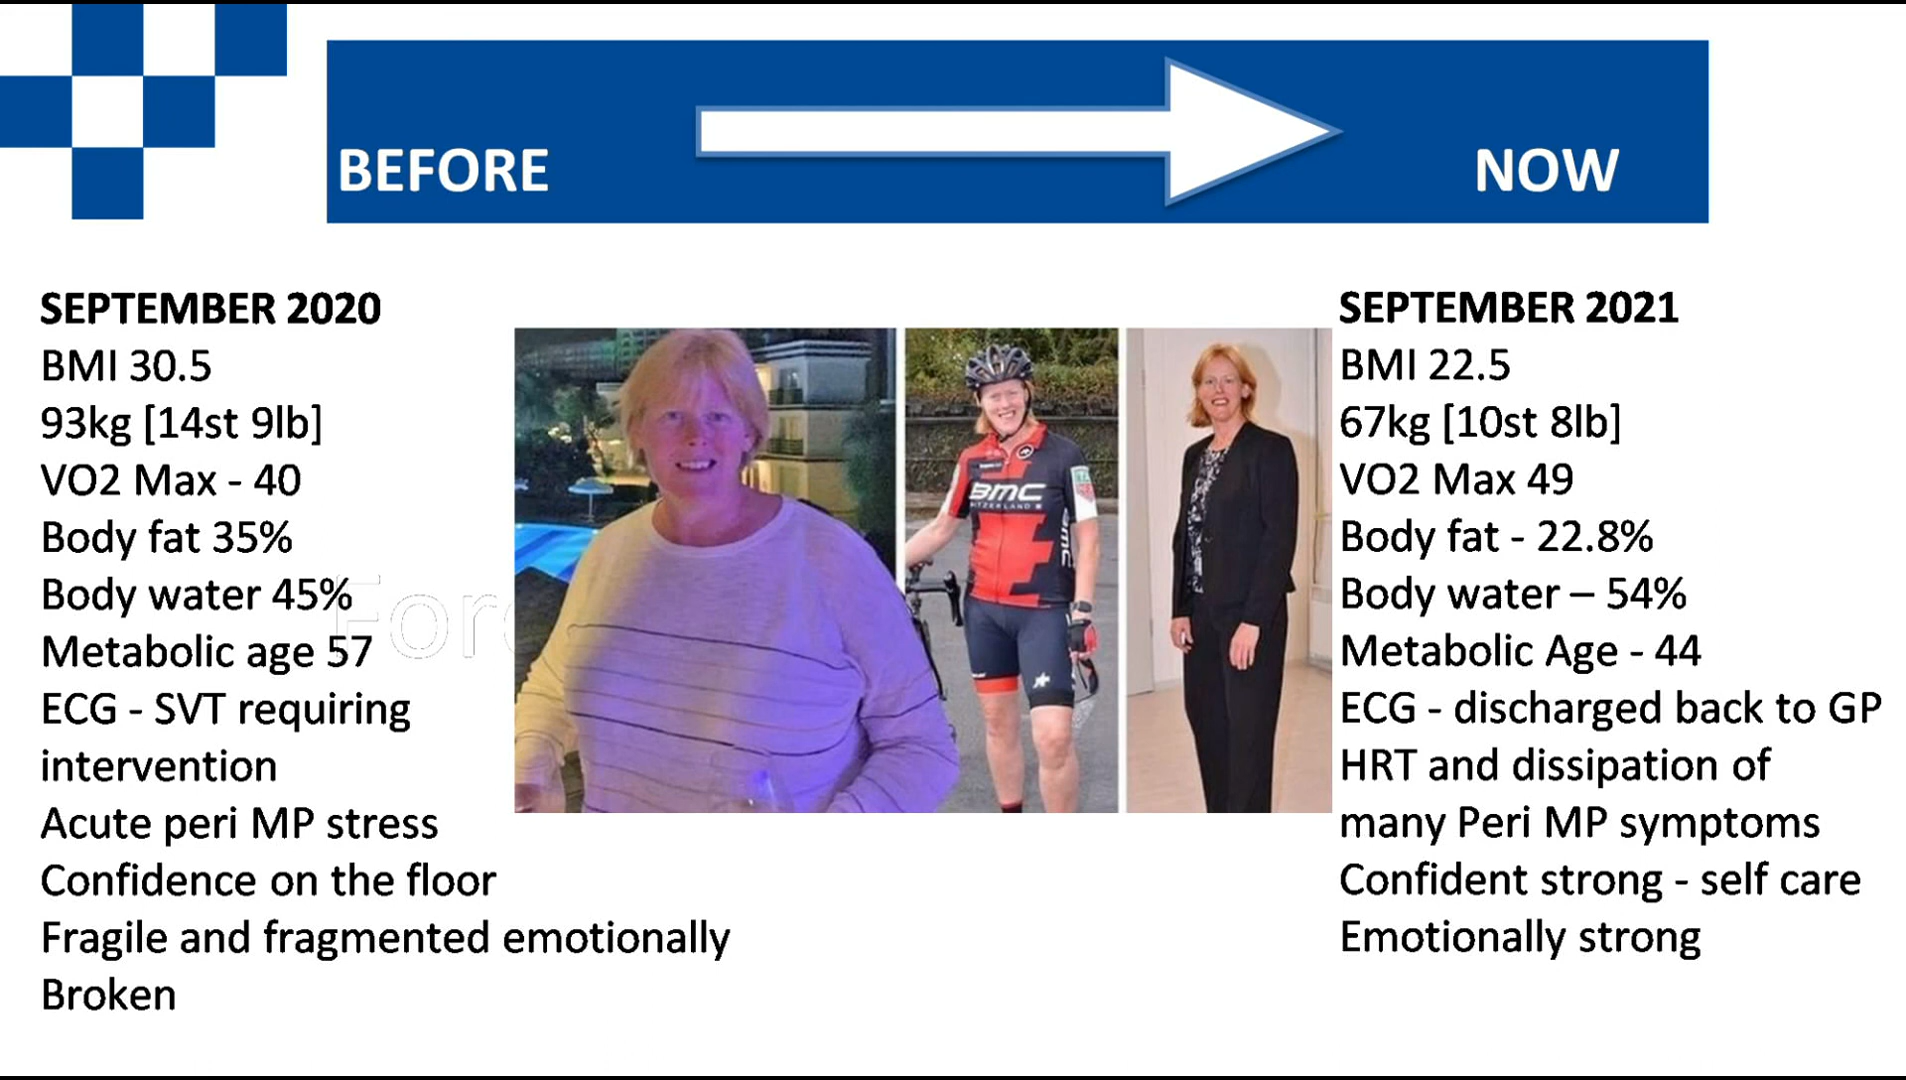 BEFORE
NOW
SEPTEMBER 2020
BMI 30.5
93kg [14st 9lb]
VO2 Max - 40
Body fat 35%
Body water 45%
Metabolic age 57
ECG - SVT requiring
intervention
Acute peri MP stress
Confidence on the floor
Fragile and fragmented emotionally
Broken
For
BMC
SEPTEMBER 2021
BMI 22.5
67kg [10st 8lb]
VO2 Max 49
Body fat - 22.8%
Body water – 54%
Metabolic Age - 44
ECG - discharged back to GP
HRT and dissipation of
many Peri MP symptoms
Confident strong - self care
Emotionally strong